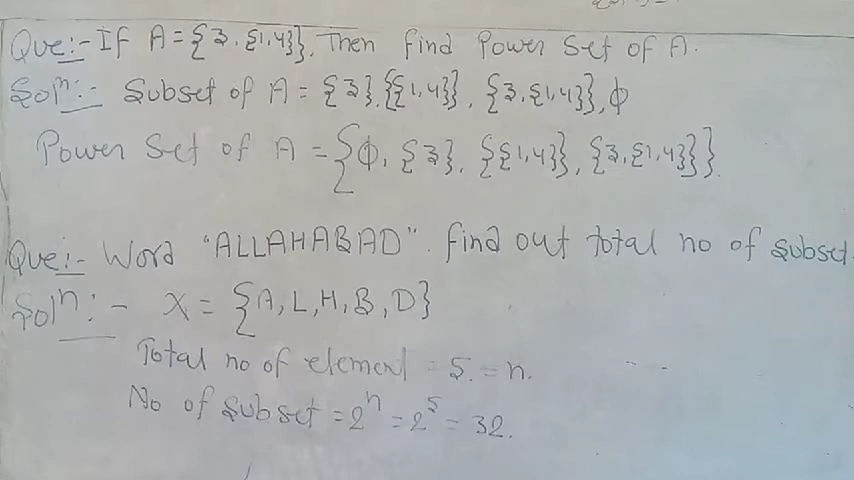 Que:- If A = {3, {1,4}}. Then find Power Set of A.
Solⁿ:- Subset of A = {3}, {{1,4}}, {3, {1,4}}, ϕ
Power Set of A = {ϕ, {3}, {{1,4}}, {3, {1,4}}}.
Que:- Word "ALLAHABAD". find out total no of subset.
Solⁿ:- X = {A, L, H, B, D}
Total no of element = 5 = n.
No of subset = 2ⁿ = 2⁵ = 32.